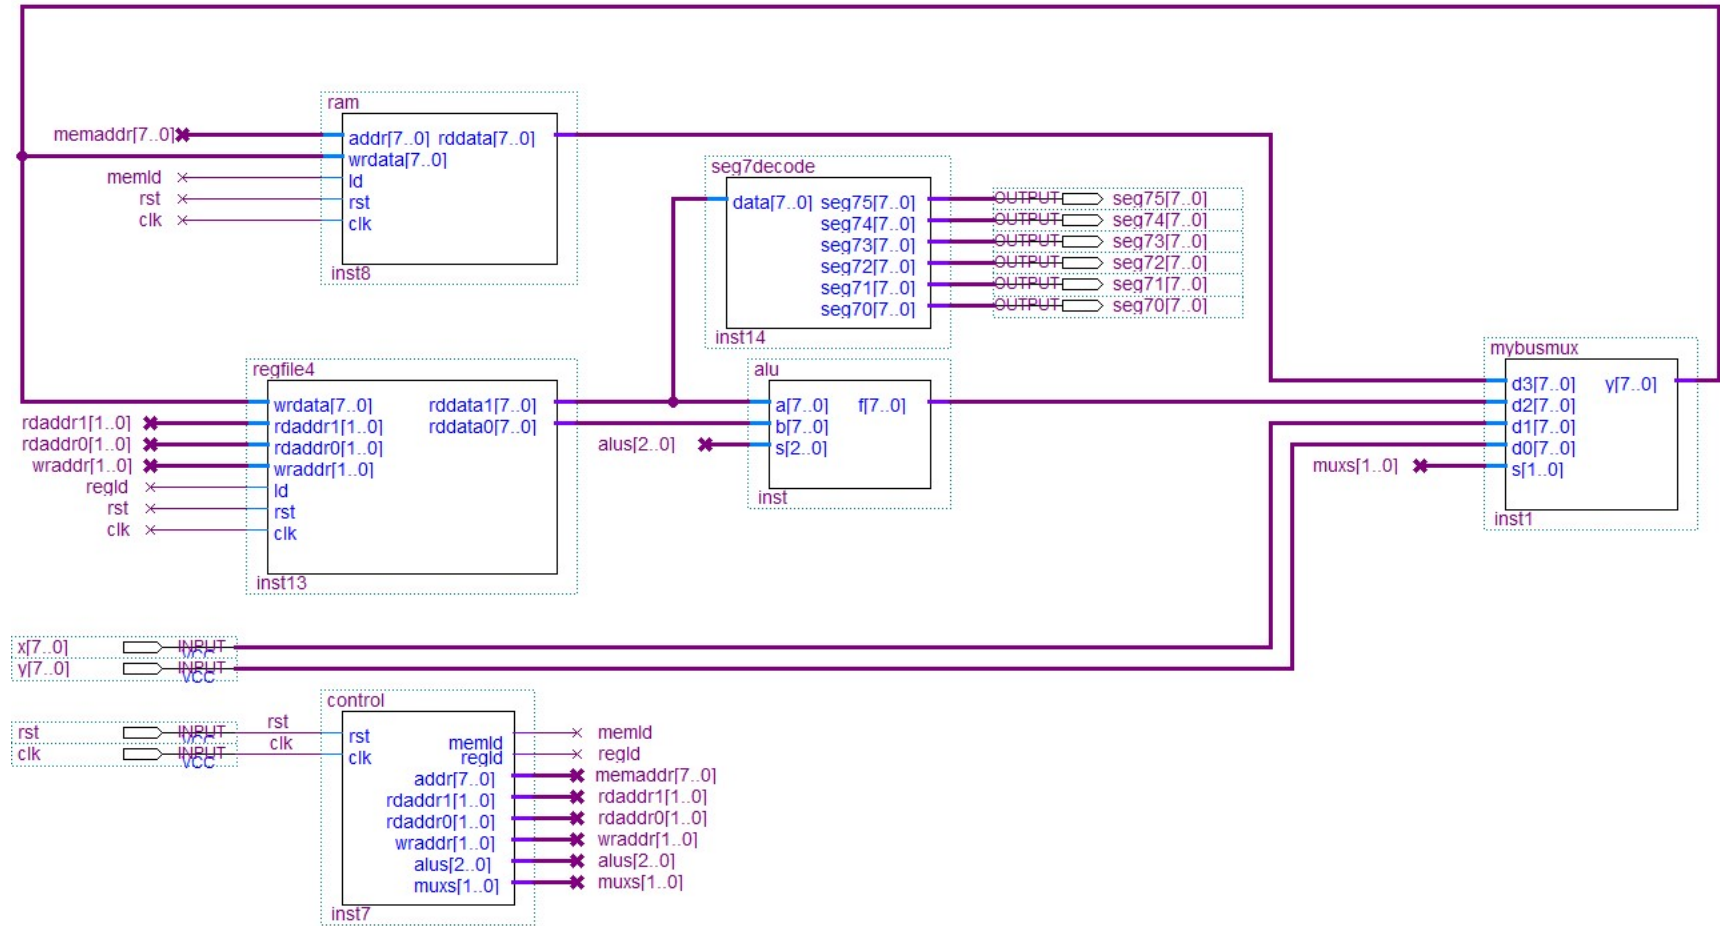 ram
memaddr[7..0]
addr[7..0] rddata[7..0]
wrdata[7..0]
memld
ld
rst
rst
clk
clk
inst8
seg7decode
data[7..0] seg75[7..0]
seg74[7..0]
seg73[7..0]
seg72[7..0]
seg71[7..0]
seg70[7..0]
inst14
OUTPUT seg75[7..0]
OUTPUT seg74[7..0]
OUTPUT seg73[7..0]
OUTPUT seg72[7..0]
OUTPUT seg71[7..0]
OUTPUT seg70[7..0]
regfile4
wrdata[7..0] rddata1[7..0]
rdaddr1[1..0]
rdaddr1[1..0] rddata0[7..0]
rdaddr0[1..0]
rdaddr0[1..0]
wraddr[1..0]
wraddr[1..0]
regld
ld
rst
rst
clk
clk
inst13
alu
a[7..0] f[7..0]
b[7..0]
alus[2..0]
s[2..0]
inst
mybusmux
d3[7..0] y[7..0]
d2[7..0]
d1[7..0]
d0[7..0]
muxs[1..0]
s[1..0]
inst1
x[7..0] INPUT
VCC
y[7..0] INPUT
VCC
rst INPUT
VCC
clk INPUT
VCC
rst
clk
control
rst
clk
memld
regld
addr[7..0]
rdaddr1[1..0]
rdaddr0[1..0]
wraddr[1..0]
alus[2..0]
muxs[1..0]
inst7
memld
regld
memaddr[7..0]
rdaddr1[1..0]
rdaddr0[1..0]
wraddr[1..0]
alus[2..0]
muxs[1..0]